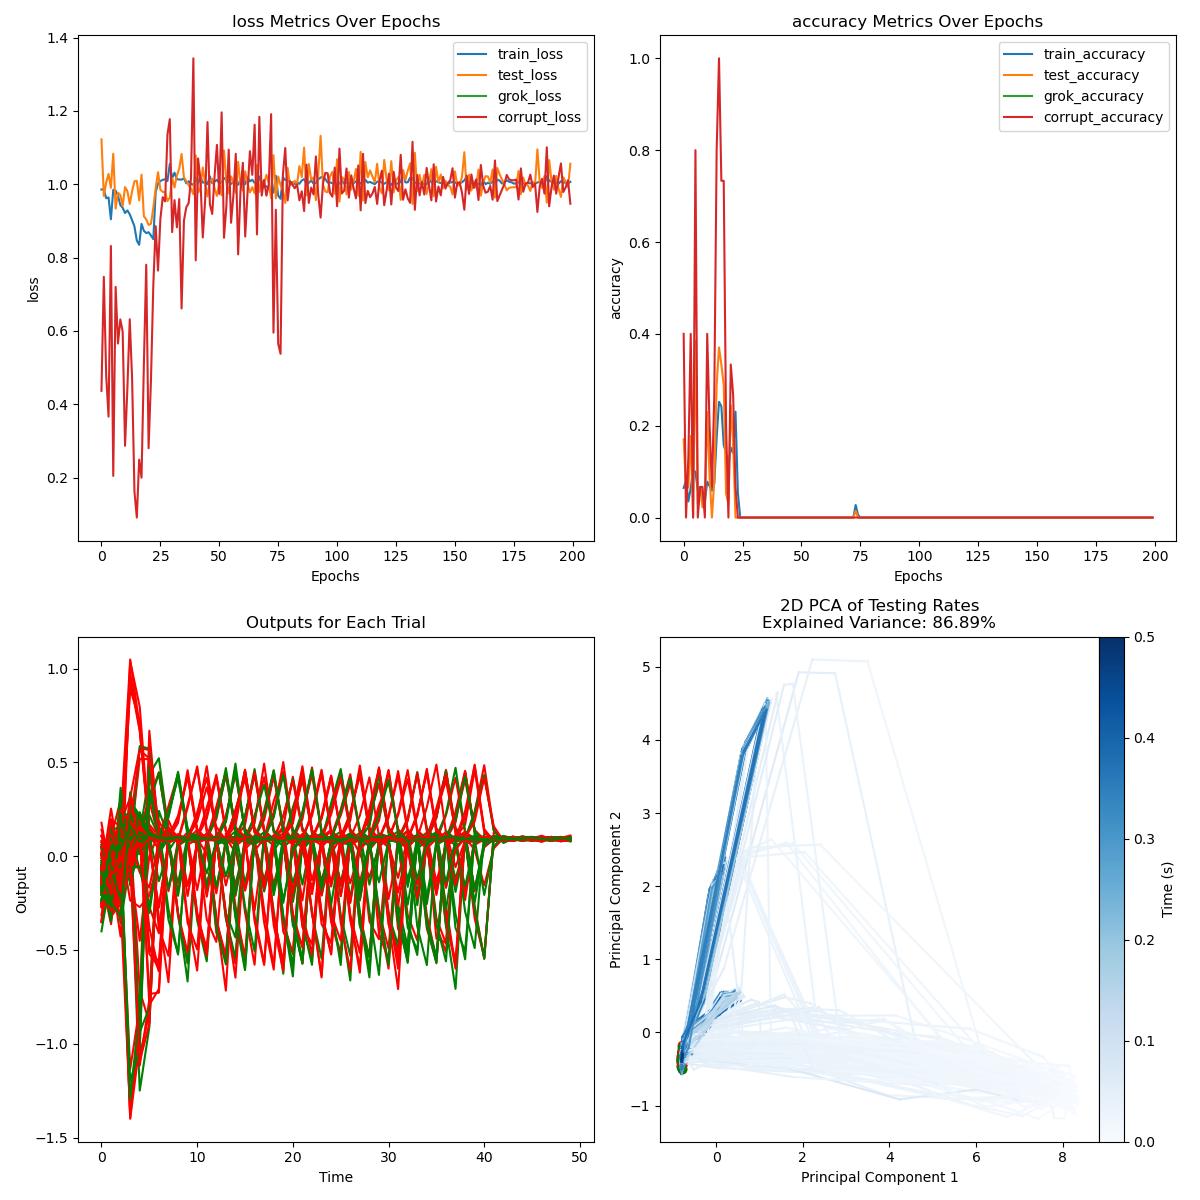 loss Metrics Over Epochs
1.4
1.2
1.0
0.8
0.6
0.4
0.2
loss
train_loss
test_loss
grok_loss
corrupt_loss
0 25 50 75 100 125 150 175 200
Epochs
accuracy Metrics Over Epochs
1.0
0.8
0.6
0.4
0.2
0.0
accuracy
train_accuracy
test_accuracy
grok_accuracy
corrupt_accuracy
0 25 50 75 100 125 150 175 200
Epochs
Outputs for Each Trial
1.0
0.5
0.0
−0.5
−1.0
−1.5
Output
0 10 20 30 40 50
Time
2D PCA of Testing Rates
Explained Variance: 86.89%
5
4
3
2
1
0
−1
Principal Component 2
0 2 4 6 8
Principal Component 1
0.5
0.4
0.3
0.2
0.1
0.0
Time (s)